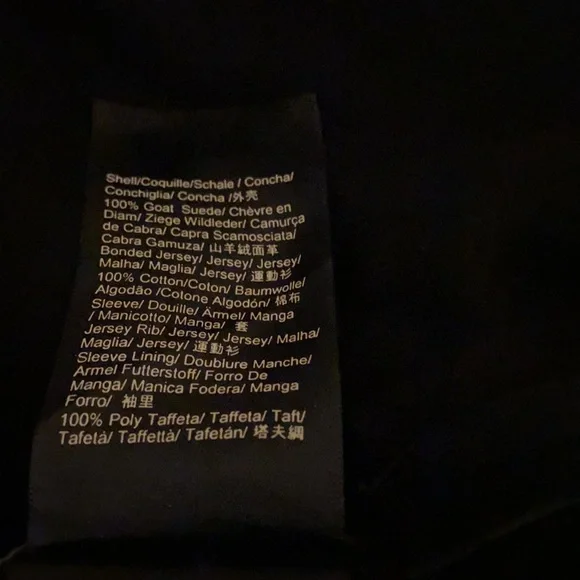 Shell/Coquille/Schale / Concha/
Conchiglia/ Concha /外壳
100% Goat Suede/ Chèvre en
Diam/ Ziege Wildleder/ Camurça
de Cabra/ Capra Scamosciata/
Cabra Gamuza/ 山羊絨面革
Bonded Jersey/ Jersey/ Jersey/
Malha/ Maglia/ Jersey/ 運動衫
100% Cotton/Coton/ Baumwolle/
Algodão /Cotone Algodón/ 棉布
Sleeve/ Douille/ Ärmel/ Manga
/ Manicotto/ Manga/ 套
Jersey Rib/ Jersey/ Jersey/ Malha/
Maglia/ Jersey/ 運動衫
Sleeve Lining/ Doublure Manche/
Armel Futterstoff/ Forro De
Manga/ Manica Fodera/ Manga
Forro/ 袖里
100% Poly Taffeta/ Taffeta/ Taft/
Tafetà/ Taffettà/ Tafetán/ 塔夫綢